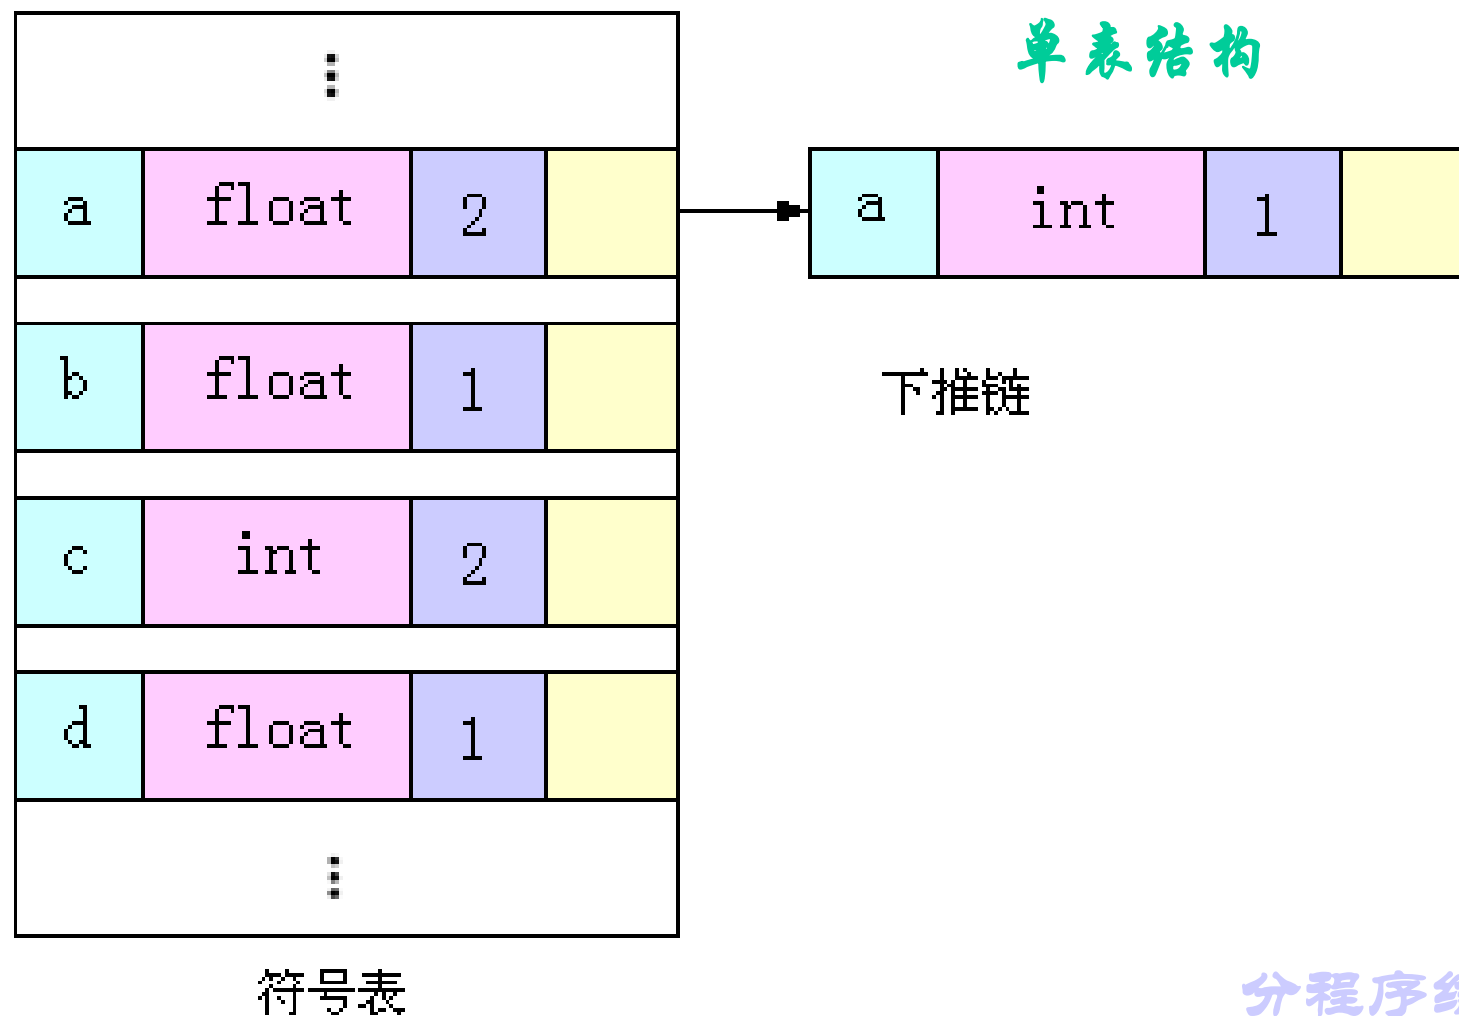 单表结构
⋮
a float 2
a int 1
b float 1
下推链
c int 2
d float 1
⋮
符号表
分程序